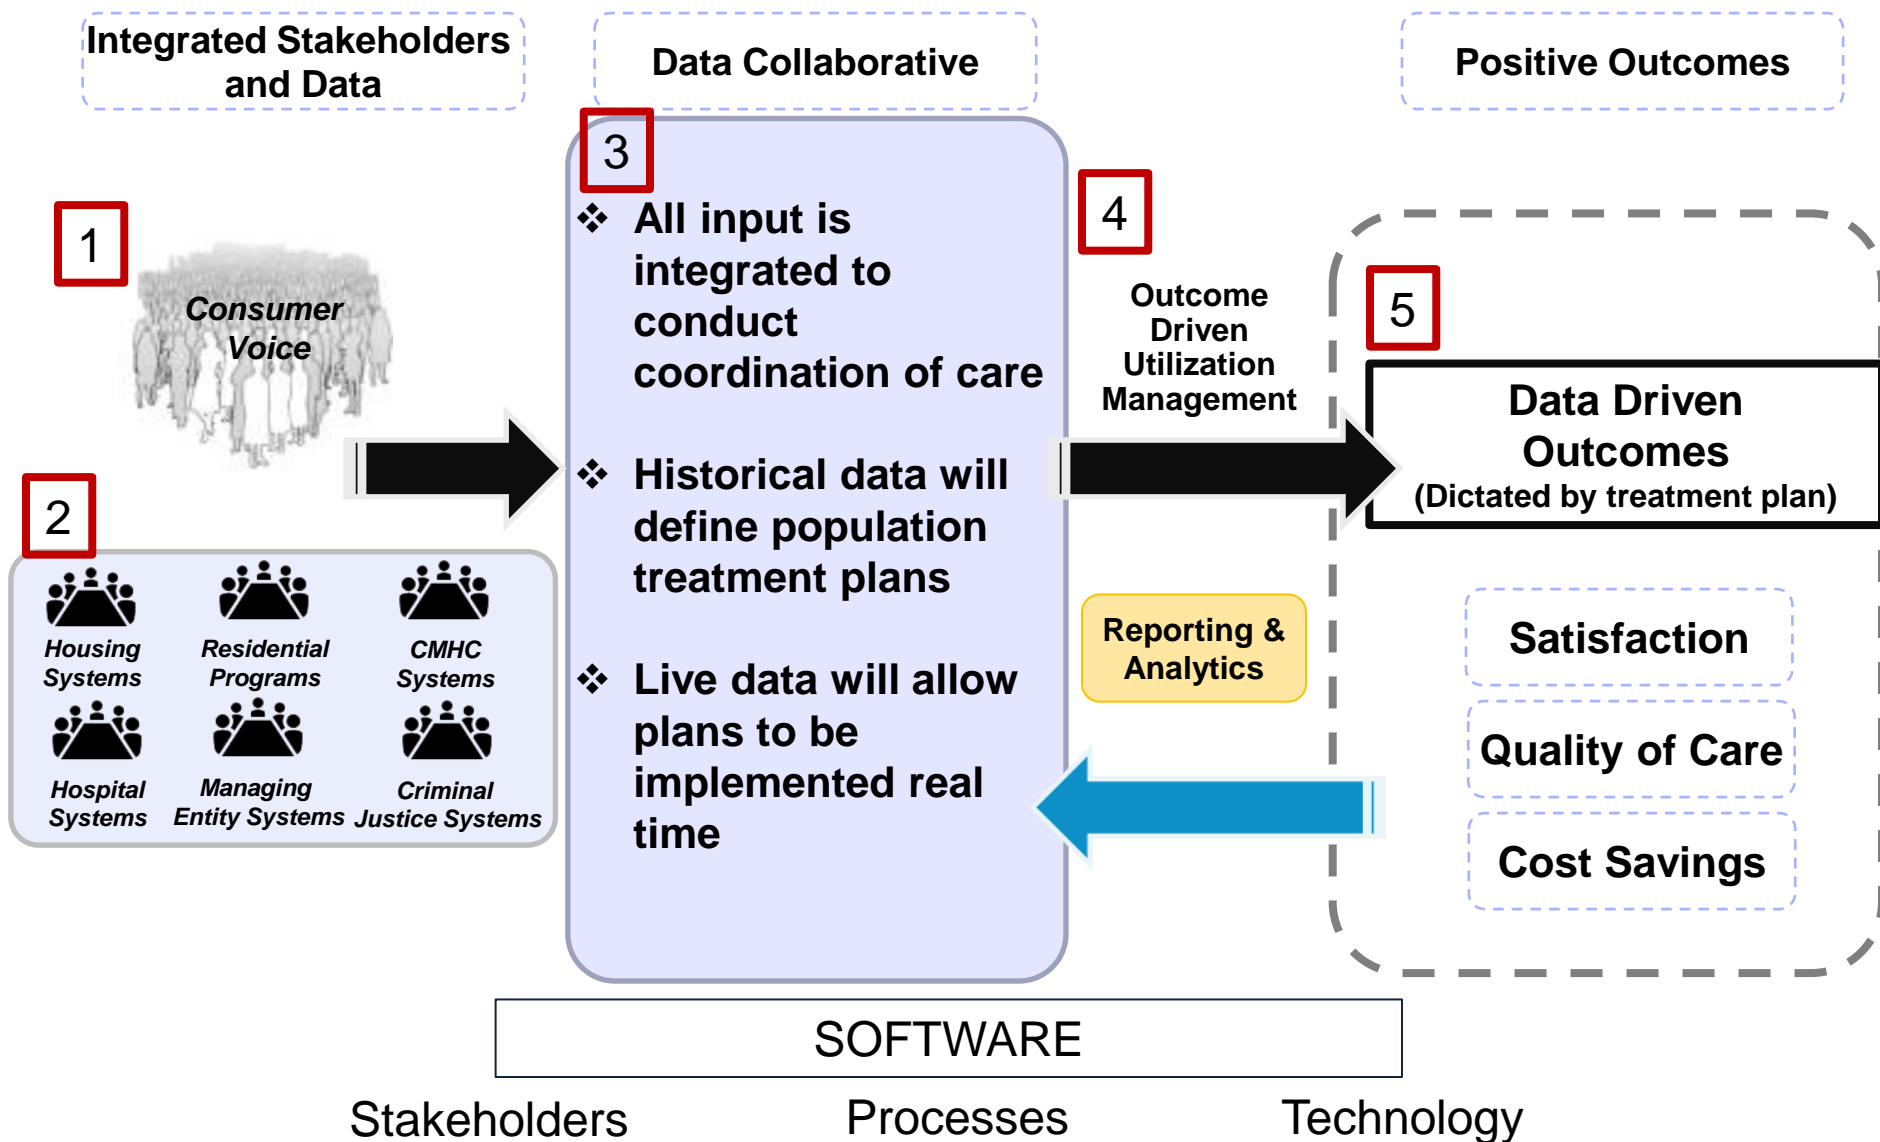 Integrated Stakeholders
and Data
Data Collaborative
Positive Outcomes
1
Consumer
Voice
2
Housing
Systems
Residential
Programs
CMHC
Systems
Hospital
Systems
Managing
Entity Systems
Criminal
Justice Systems
3
❖ All input is
integrated to
conduct
coordination of care
❖ Historical data will
define population
treatment plans
❖ Live data will allow
plans to be
implemented real
time
4
Outcome
Driven
Utilization
Management
Reporting &
Analytics
5
Data Driven
Outcomes
(Dictated by treatment plan)
Satisfaction
Quality of Care
Cost Savings
SOFTWARE
Stakeholders
Processes
Technology